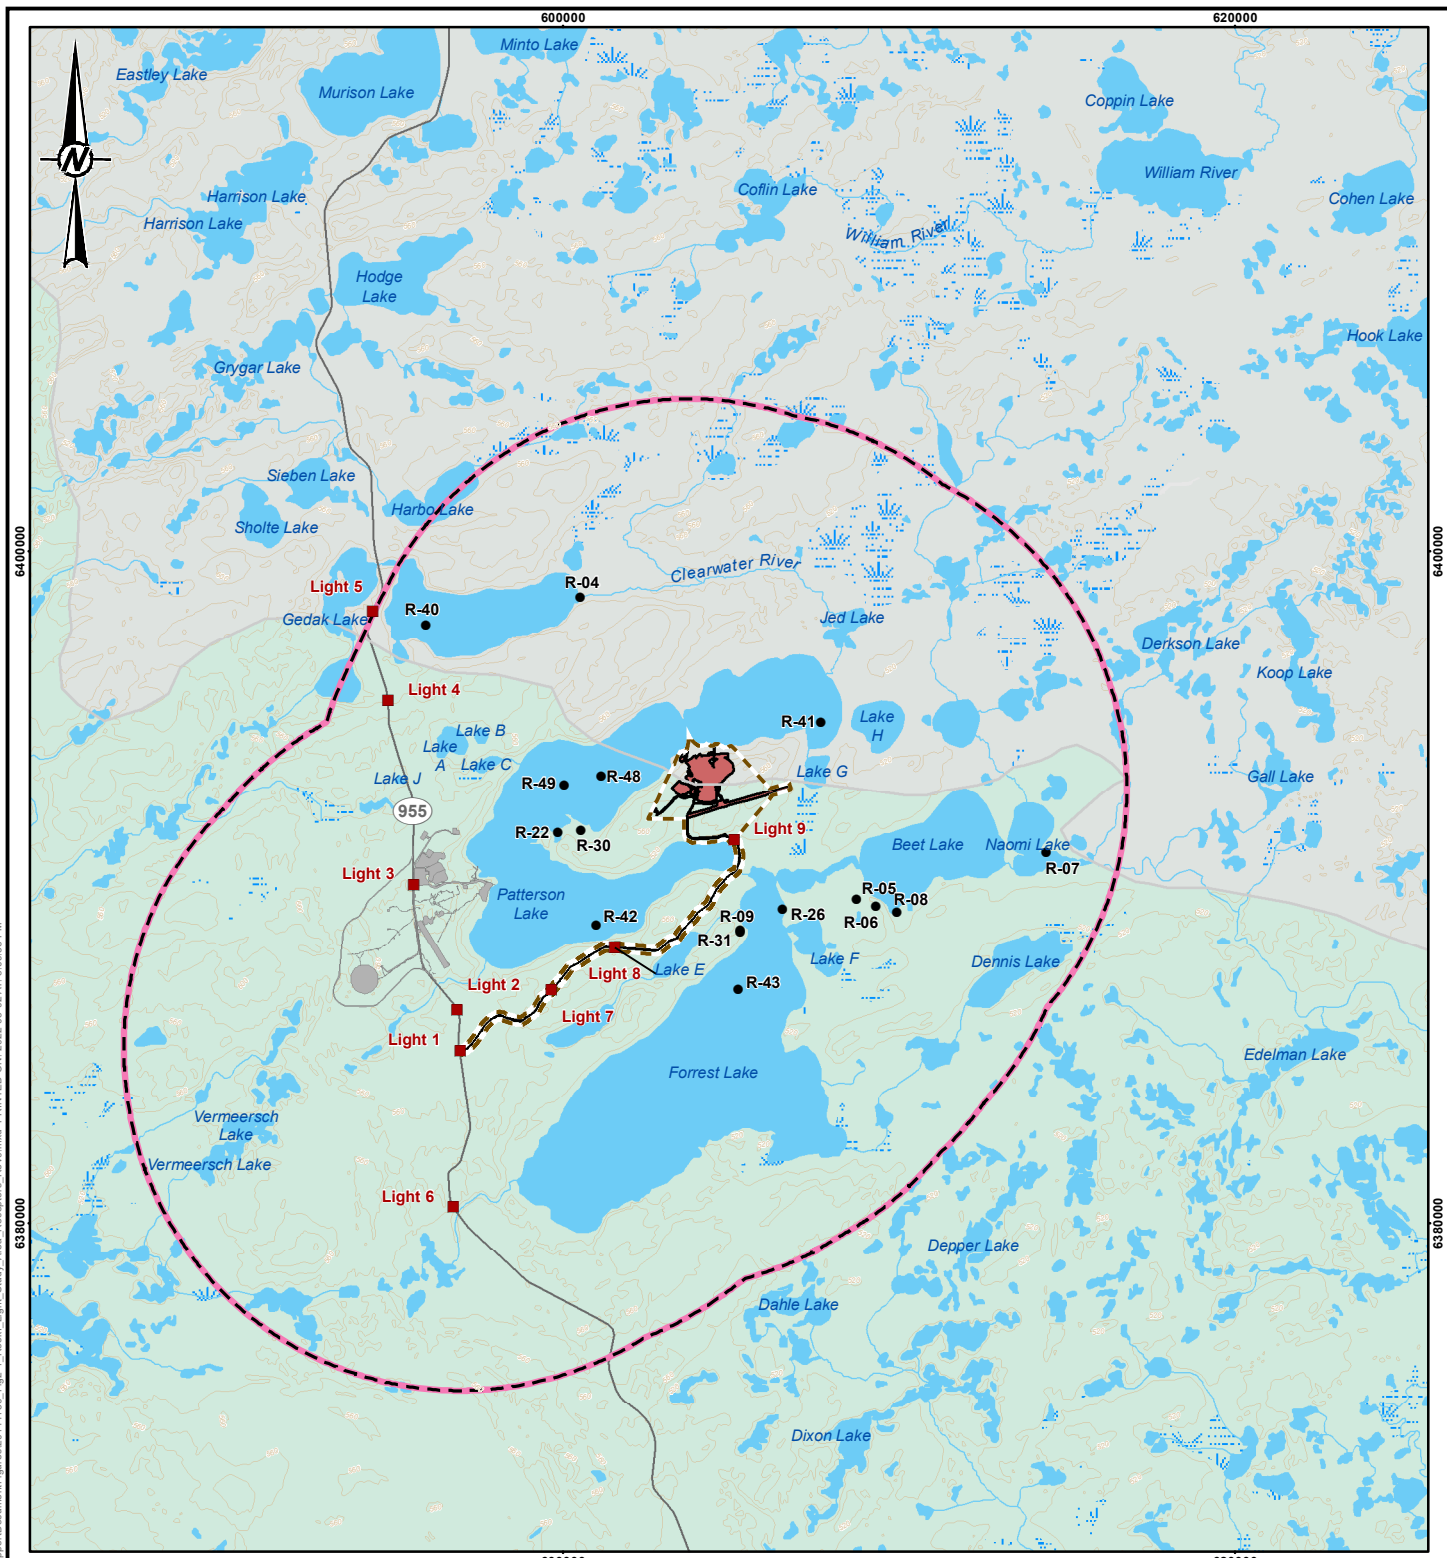 600000
620000
Minto Lake
Eastley Lake
Murison Lake
Coppin Lake
N
William River
Coflin Lake
Harrison Lake
Cohen Lake
Harrison Lake
William River
Hodge
Lake
Hook Lake
Grygar Lake
Sieben Lake
Harbo Lake
Sholte Lake
6400000
6400000
Clearwater River
Light 5
R-04
R-40
Gedak Lake
Jed Lake
Derkson Lake
Koop Lake
Light 4
R-41
Lake
H
Lake B
Lake
A
Lake C
Lake J
R-48
R-49
Lake G
Gall Lake
955
R-22
R-30
Light 9
Beet Lake
Naomi Lake
R-07
Light 3
Patterson
Lake
R-05
R-08
R-06
R-26
R-42
R-09
R-31
Lake F
Dennis Lake
Light 8
Lake E
R-43
Light 2
Light 7
Light 1
Edelman Lake
Forrest Lake
Vermeersch
Lake
Vermeersch Lake
Light 6
6380000
6380000
Depper Lake
Dahle Lake
Dixon Lake